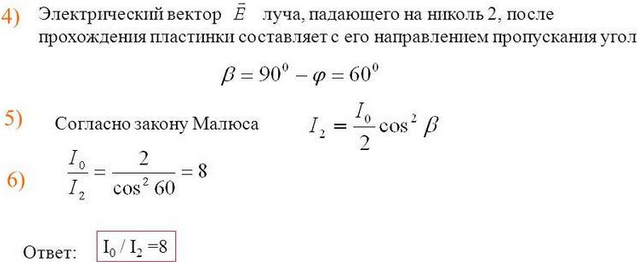 4) Электрический вектор E̅ луча, падающего на николь 2, после
прохождения пластинки составляет с его направлением пропускания угол
β = 90⁰ − φ = 60⁰
5) Согласно закону Малюса I₂ = I₀/2 cos² β
6) I₀/I₂ = 2/cos² 60 = 8
Ответ: I₀ / I₂ =8